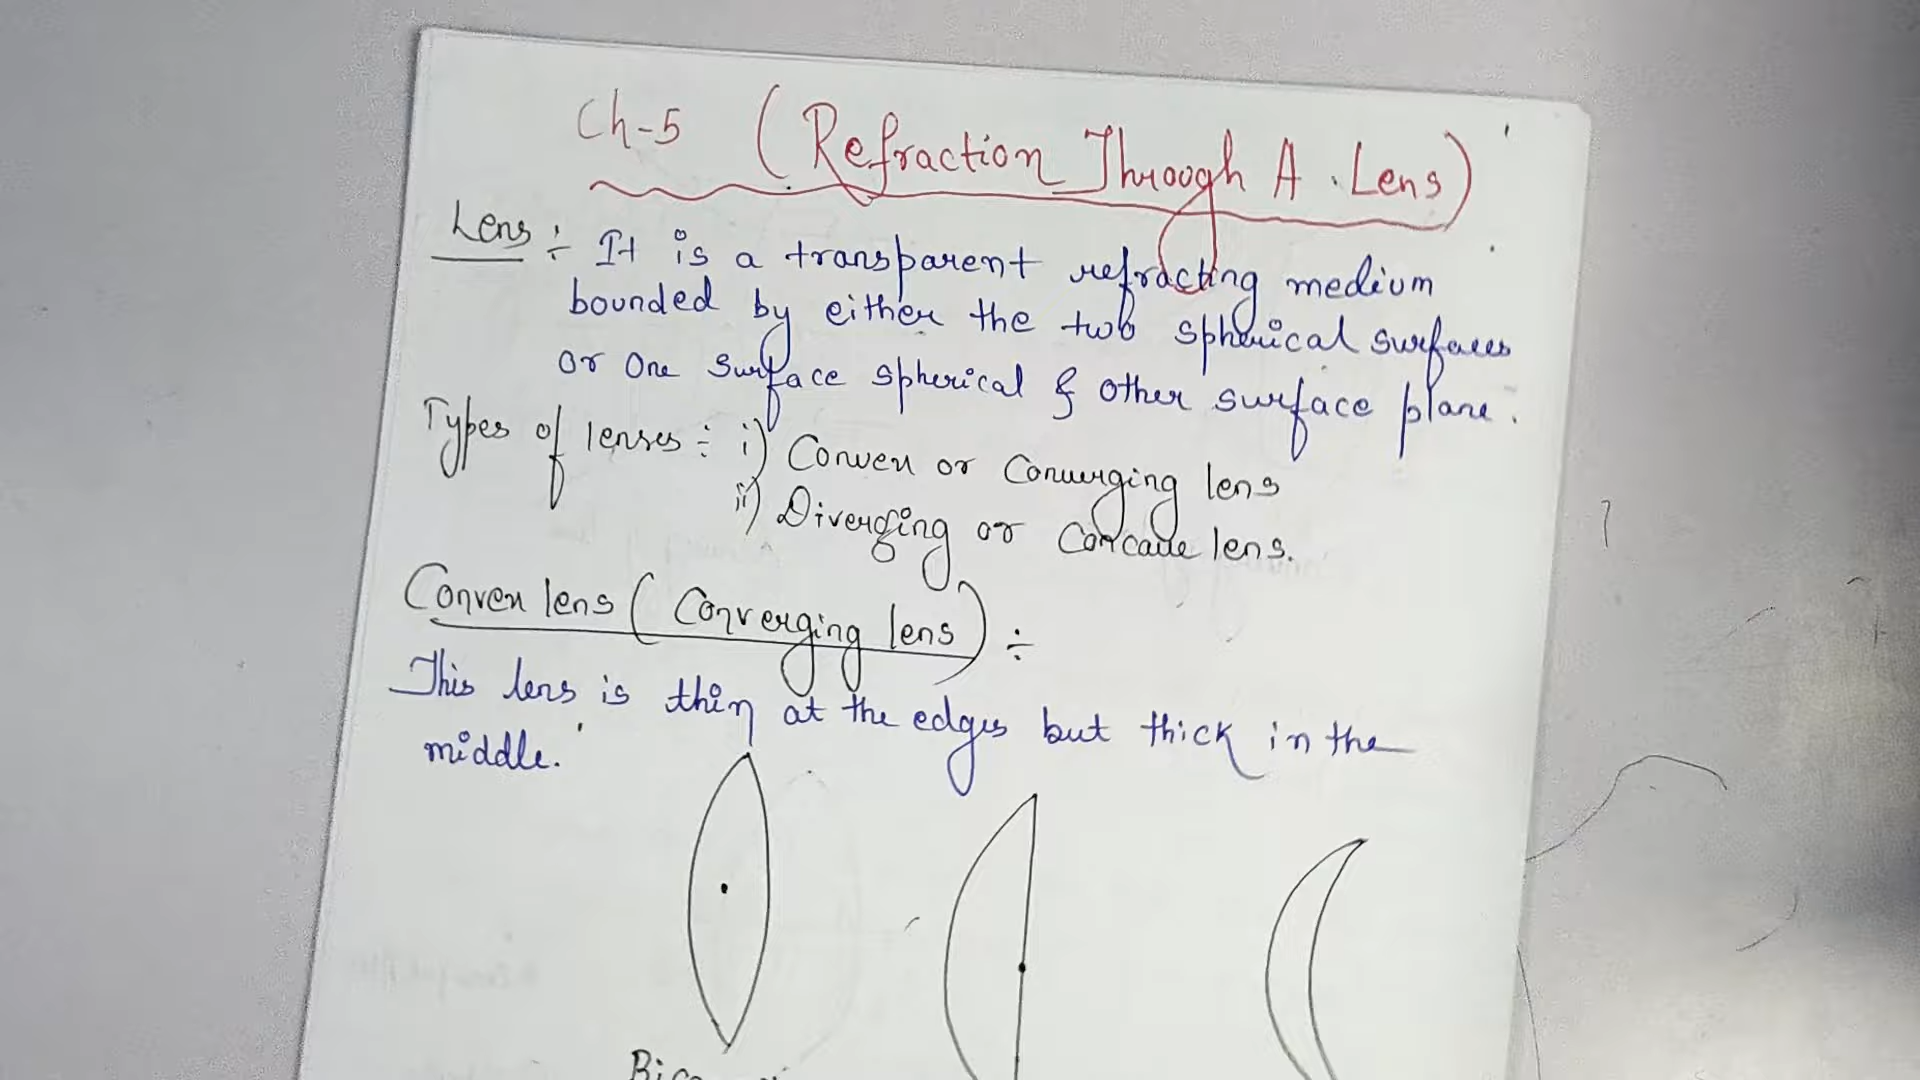 Ch-5 (Refraction Through A Lens)
Lens ÷ It is a transparent refracting medium
bounded by either the two spherical surfaces
or one surface spherical & other surface plane.
Types of lenses ÷ i) Convex or Converging lens
ii) Diverging or Concave lens.
Convex lens (Converging lens) ÷
This lens is thin at the edges but thick in the
middle.